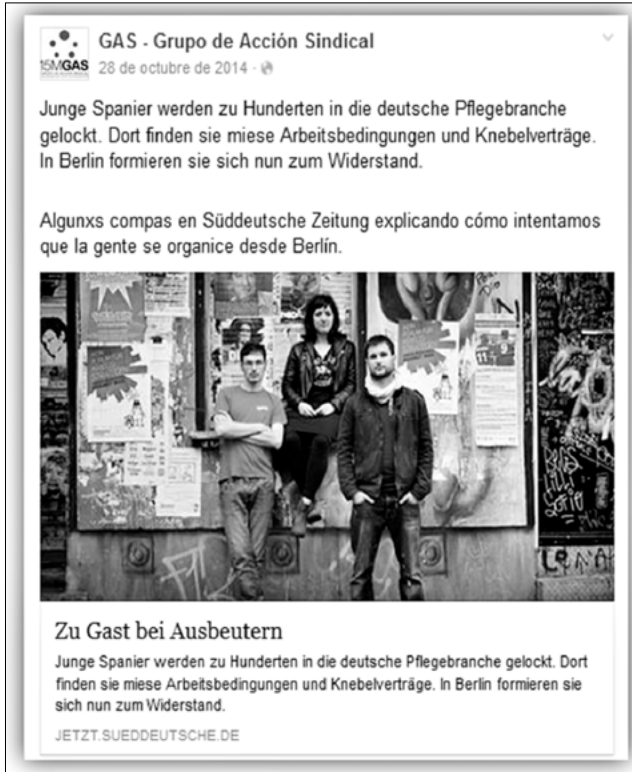 15MGAS
GAS - Grupo de Acción Sindical
28 de octubre de 2014 ·
Junge Spanier werden zu Hunderten in die deutsche Pflegebranche
gelockt. Dort finden sie miese Arbeitsbedingungen und Knebelverträge.
In Berlin formieren sie sich nun zum Widerstand.
Algunxs compas en Süddeutsche Zeitung explicando cómo intentamos
que la gente se organice desde Berlín.
Zu Gast bei Ausbeutern
Junge Spanier werden zu Hunderten in die deutsche Pflegebranche gelockt. Dort
finden sie miese Arbeitsbedingungen und Knebelverträge. In Berlin formieren sie
sich nun zum Widerstand.
JETZT.SUEDDEUTSCHE.DE